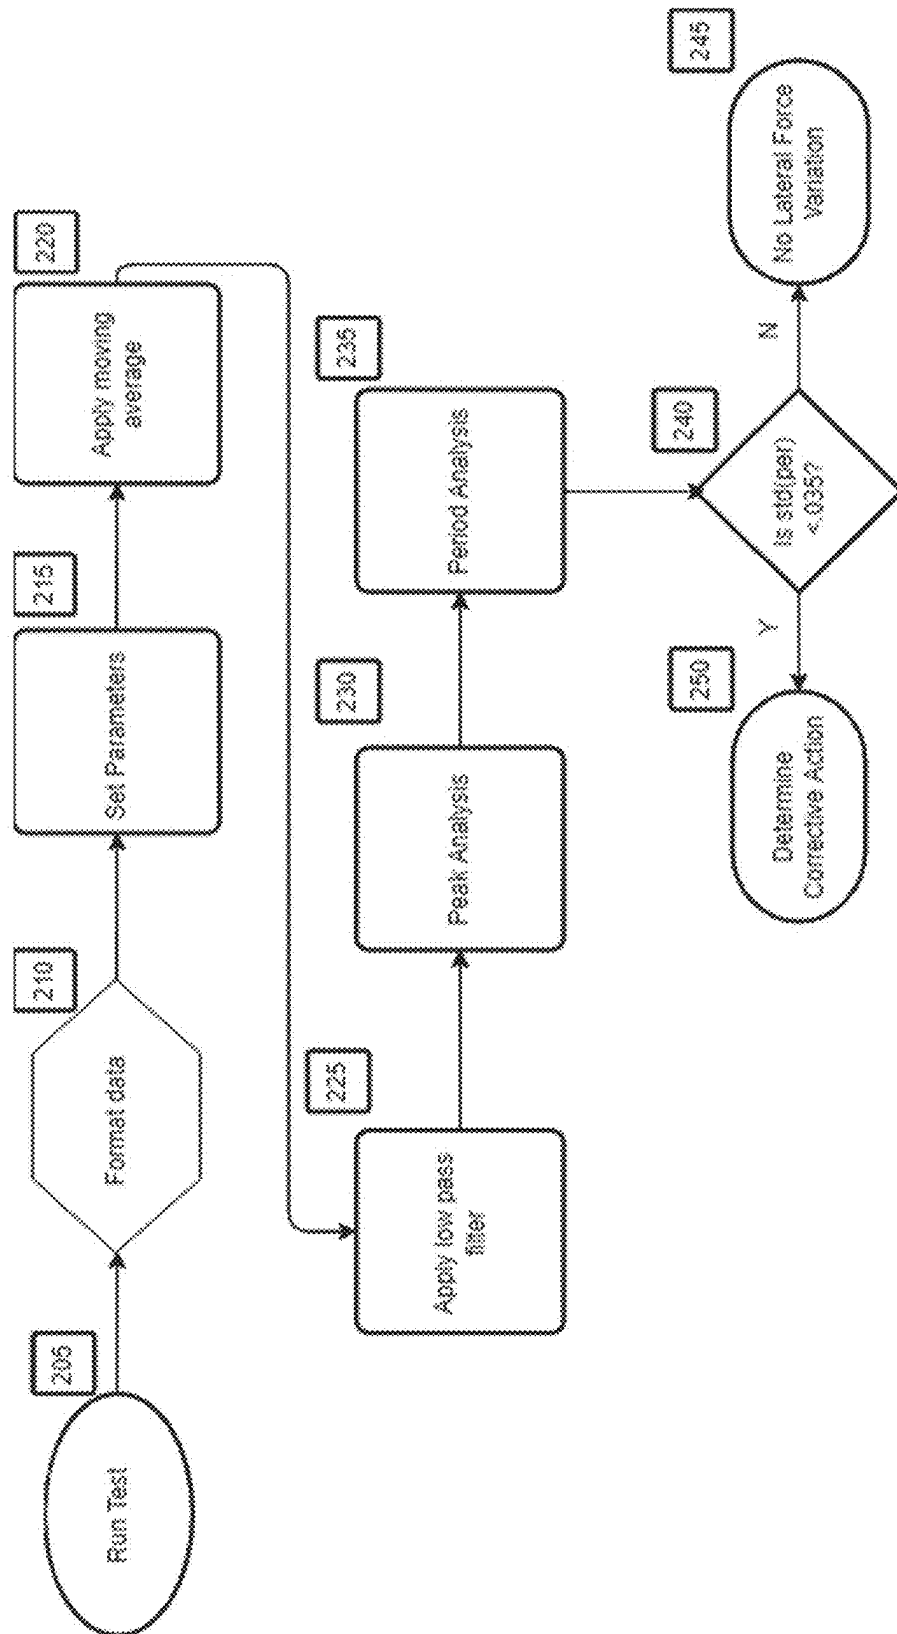 205
Run Test
210
Format data
215
Set Parameters
220
Apply moving
average
225
Apply low pass
filter
230
Peak Analysis
235
Period Analysis
240
Is std(per)
<.035?
Y
N
250
Determine
Corrective Action
245
No Lateral Force
Variation